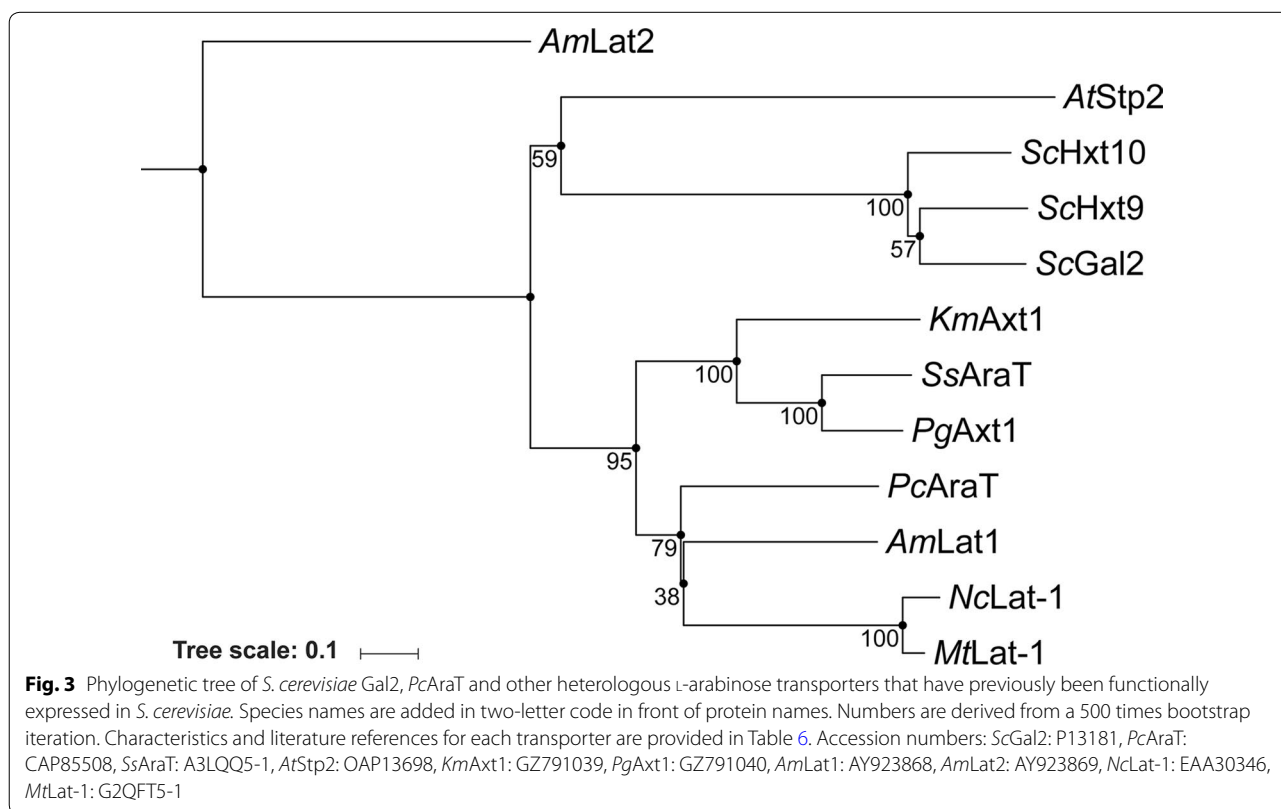 AmLat2
AtStp2
59
ScHxt10
100
ScHxt9
57
ScGal2
KmAxt1
100
SsAraT
100
PgAxt1
95
PcAraT
79
AmLat1
38
NcLat-1
100
MtLat-1
Tree scale: 0.1
Fig. 3 Phylogenetic tree of S. cerevisiae Gal2, PcAraT and other heterologous L-arabinose transporters that have previously been functionally
expressed in S. cerevisiae. Species names are added in two-letter code in front of protein names. Numbers are derived from a 500 times bootstrap
iteration. Characteristics and literature references for each transporter are provided in Table 6. Accession numbers: ScGal2: P13181, PcAraT:
CAP85508, SsAraT: A3LQQ5-1, AtStp2: OAP13698, KmAxt1: GZ791039, PgAxt1: GZ791040, AmLat1: AY923868, AmLat2: AY923869, NcLat-1: EAA30346,
MtLat-1: G2QFT5-1